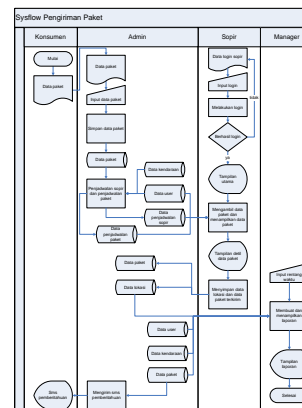 Sysflow Pengiriman Paket
Konsumen
Admin
Sopir
Manager
Mulai
Data paket
Data paket
Input data paket
Simpan data paket
Data paket
Penjadwalan sopir
dan penjadwalan
paket
Data kendaraan
Data user
Data
penjadwalan
sopir
Data
penjadwalan
paket
Data login sopir
Input login
Melakukan login
Berhasil login
tidak
ya
Tampilan
utama
Mengambil data
paket dan
menampilkan data
paket
Tampilan detil
data paket
Menyimpan data
lokasi dan data
paket terkirim
Data paket
Data lokasi
Input rentang
waktu
Membuat dan
menampilkan
laporan
Tampilan
laporan
Selesai
Data user
Data kendaraan
Data paket
Mengirim sms
pemberitahuan
Sms
pemberitahuan